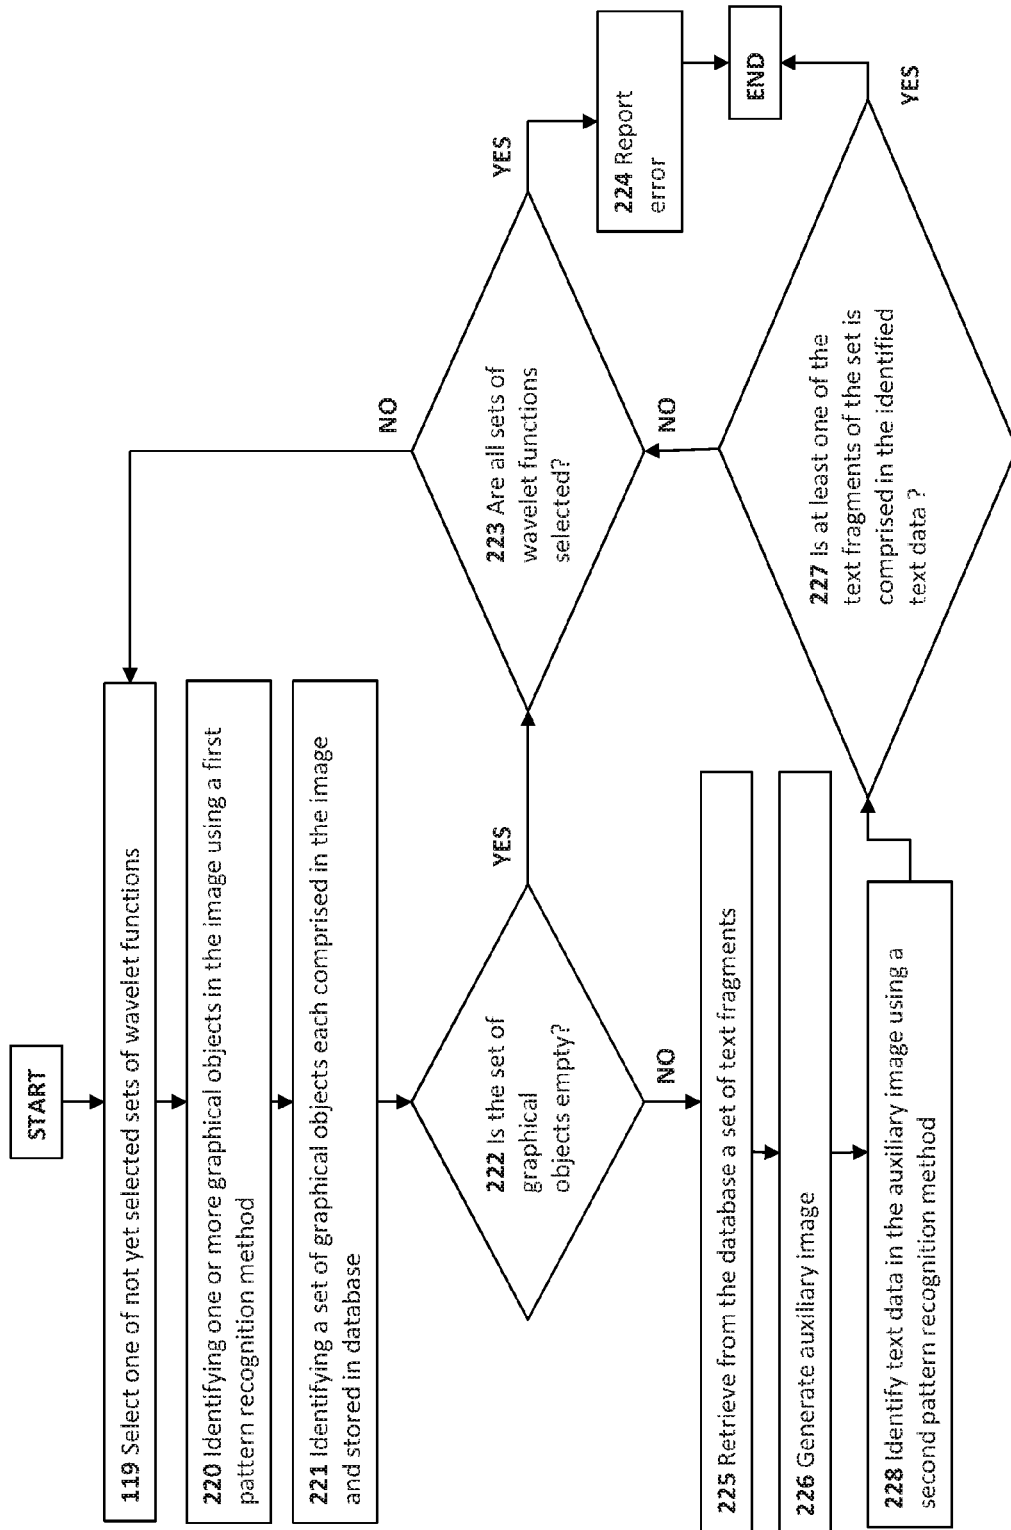 START
119 Select one of not yet selected sets of wavelet functions
220 Identifying one or more graphical objects in the image using a first
pattern recognition method
221 Identifying a set of graphical objects each comprised in the image
and stored in database
222 Is the set of
graphical
objects empty?
YES
NO
223 Are all sets of
wavelet functions
selected?
NO
YES
224 Report
error
END
225 Retrieve from the database a set of text fragments
226 Generate auxiliary image
228 Identify text data in the auxiliary image using a
second pattern recognition method
227 Is at least one of the
text fragments of the set is
comprised in the identified
text data ?
NO
YES